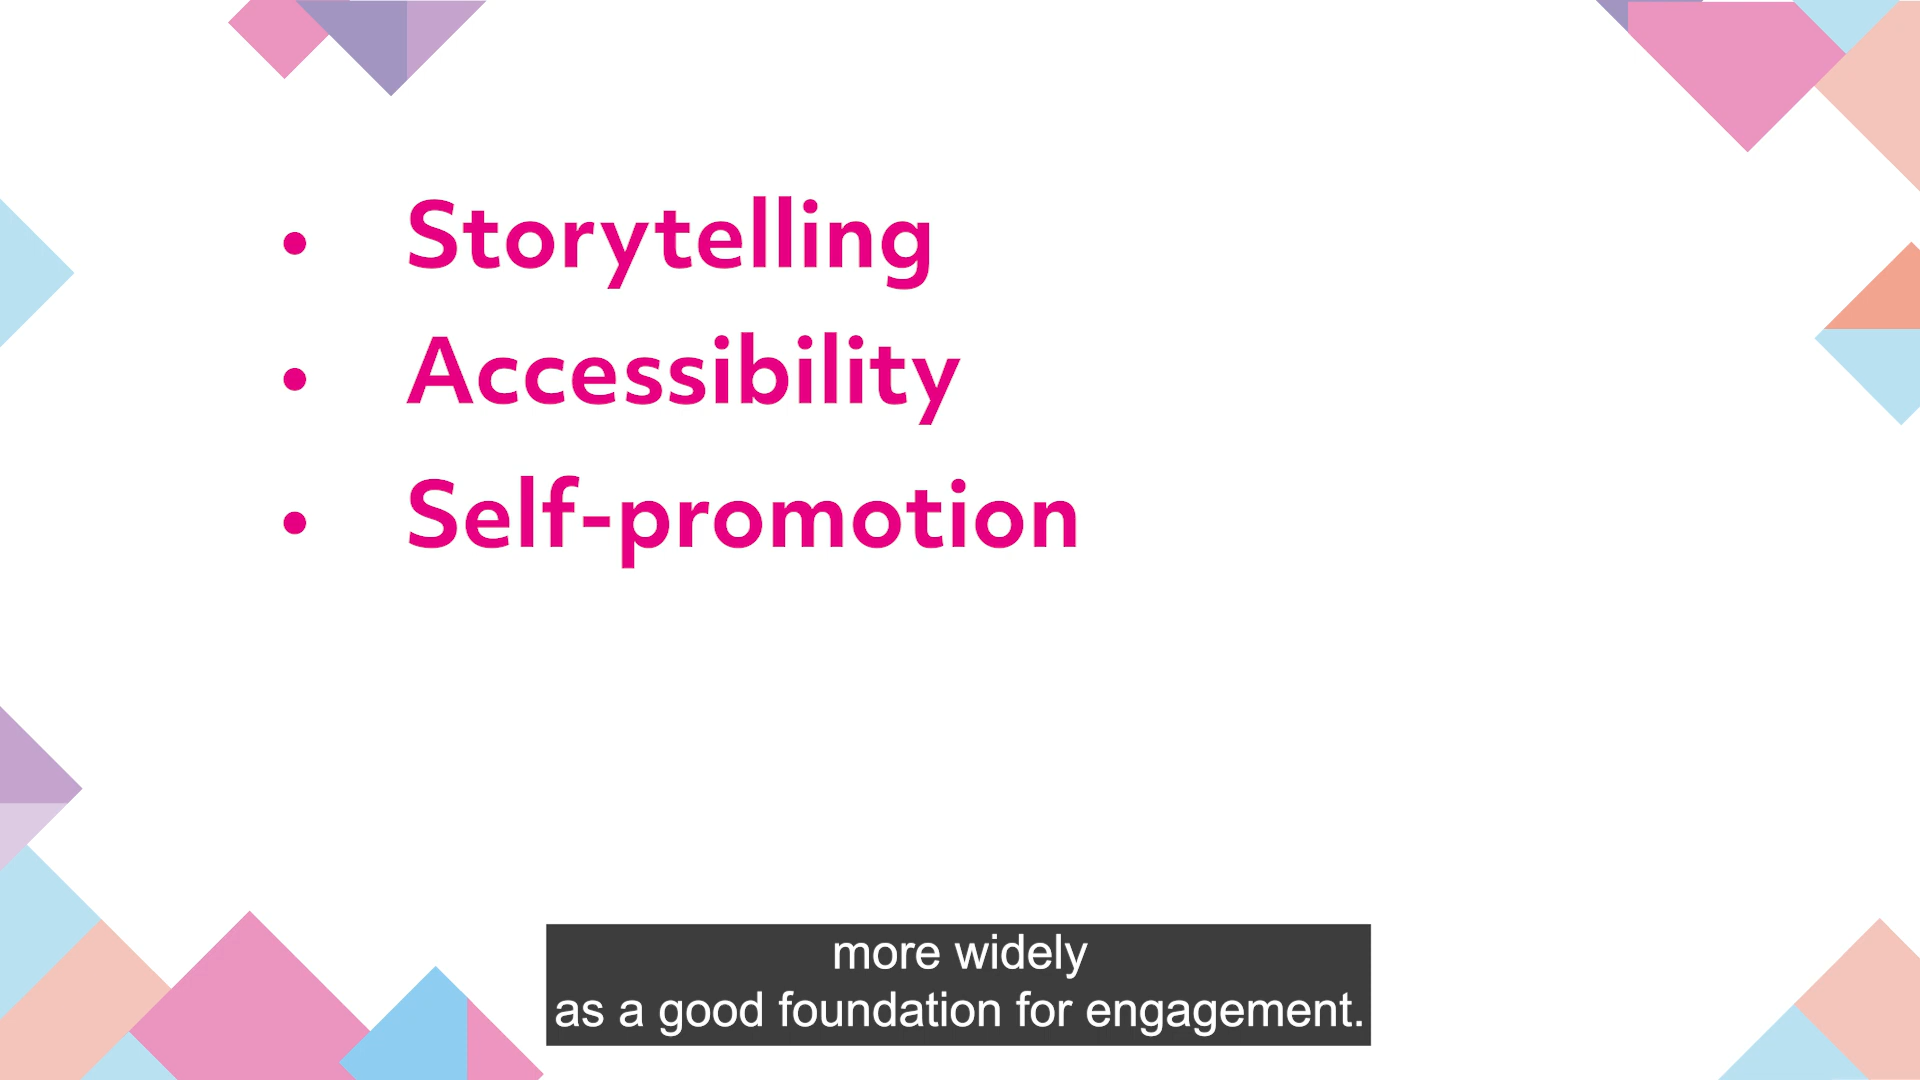 • Storytelling
• Accessibility
• Self-promotion
more widely
as a good foundation for engagement.